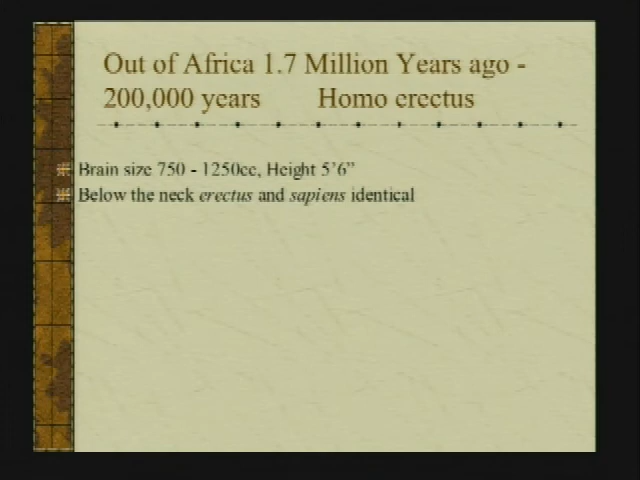 Out of Africa 1.7 Million Years ago -
200,000 years Homo erectus
Brain size 750 - 1250cc, Height 5’6”
Below the neck erectus and sapiens identical